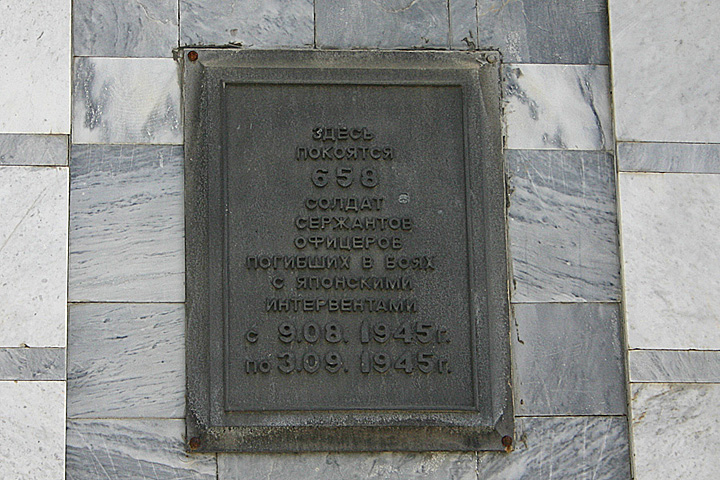 ЗДЕСЬ
ПОКОЯТСЯ
658
СОЛДАТ
СЕРЖАНТОВ
ОФИЦЕРОВ
ПОГИБШИХ В БОЯХ
С ЯПОНСКИМИ
ИНТЕРВЕНТАМИ
с 9.08. 1945г.
по 3.09. 1945г.